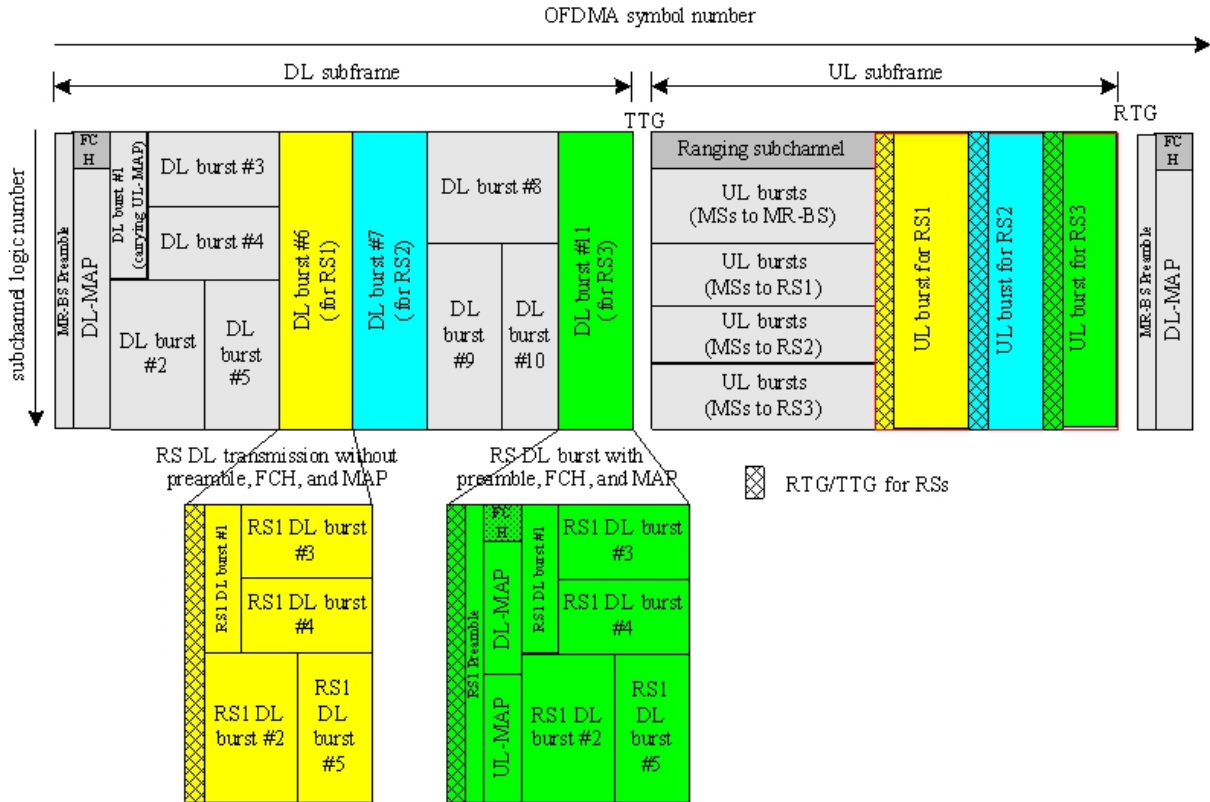 OFDMA symbol number
DL subframe
UL subframe
TTG
RTG
subchannel logic number
MR-BS Preamble
FC
H
DL-MAP
DL burst #1
(carrying UL-MAP)
DL burst #3
DL burst #4
DL burst
#2
DL
burst
#5
DL burst #6
( for RS1)
DL burst #7
( for RS2)
DL burst #8
DL
burst
#9
DL
burst
#10
DL burst #11
( for RS3)
Ranging subchannel
UL bursts
(MSs to MR-BS)
UL bursts
(MSs to RS1)
UL bursts
(MSs to RS2)
UL bursts
(MSs to RS3)
UL burst for RS1
UL burst for RS2
UL burst for RS3
MR-BS Preamble
FC
H
DL-MAP
RS DL transmission without
preamble, FCH, and MAP
RS DL burst with
preamble, FCH, and MAP
RTG/TTG for RSs
RS1 DL burst #1
RS1 DL burst
#3
RS1 DL burst
#4
RS1 DL
burst #2
RS1
DL
burst
#5
RS1 Preamble
FC
H
DL-MAP
UL-MAP
RS1 DL burst #1
RS1 DL burst
#3
RS1 DL burst
#4
RS1 DL
burst #2
RS1
DL
burst
#5